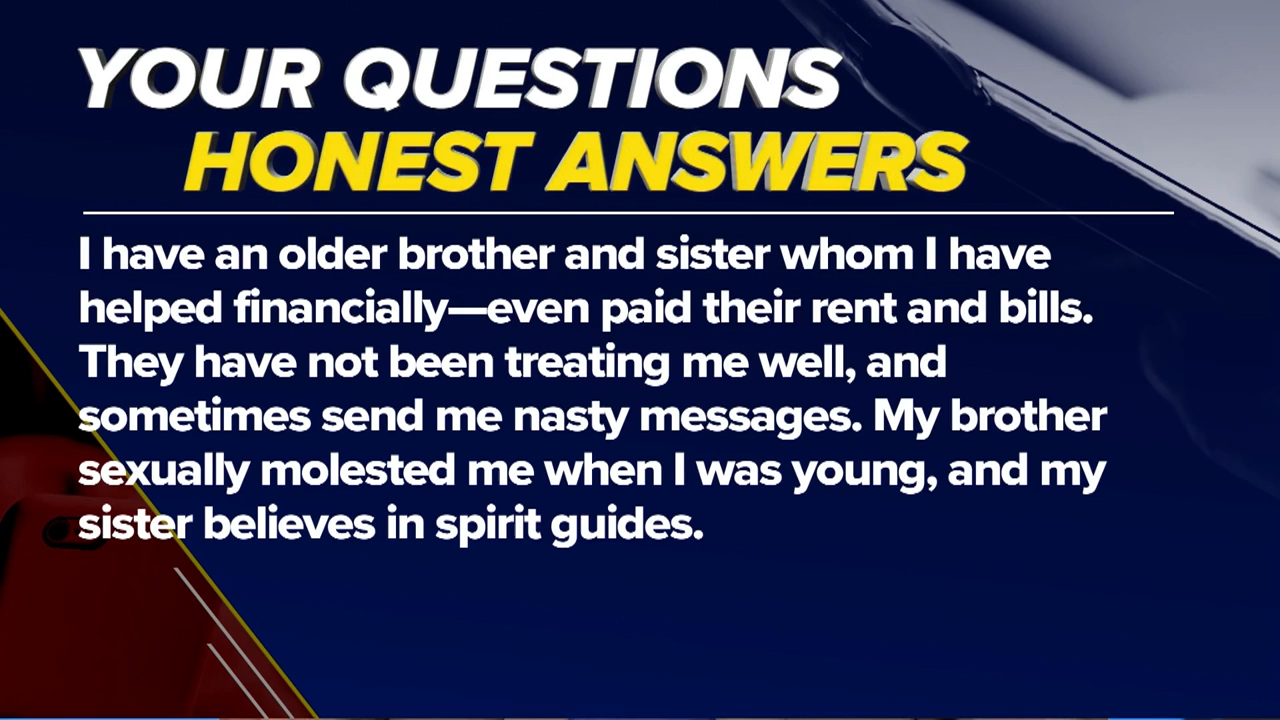 YOUR QUESTIONS
HONEST ANSWERS
I have an older brother and sister whom I have
helped financially—even paid their rent and bills.
They have not been treating me well, and
sometimes send me nasty messages. My brother
sexually molested me when I was young, and my
sister believes in spirit guides.